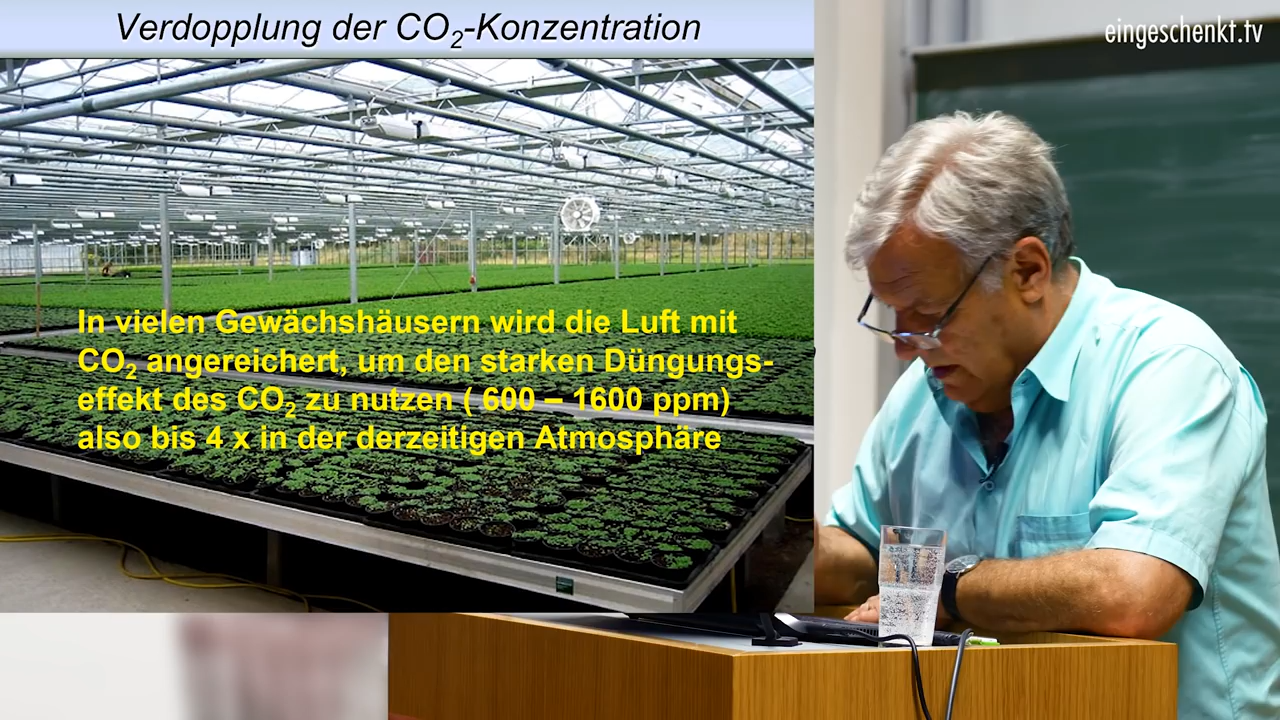 Verdopplung der CO₂-Konzentration
eingeschenkt.tv
In vielen Gewächshäusern wird die Luft mit
CO₂ angereichert, um den starken Düngungs-
effekt des CO₂ zu nutzen ( 600 – 1600 ppm)
also bis 4 x in der derzeitigen Atmosphäre